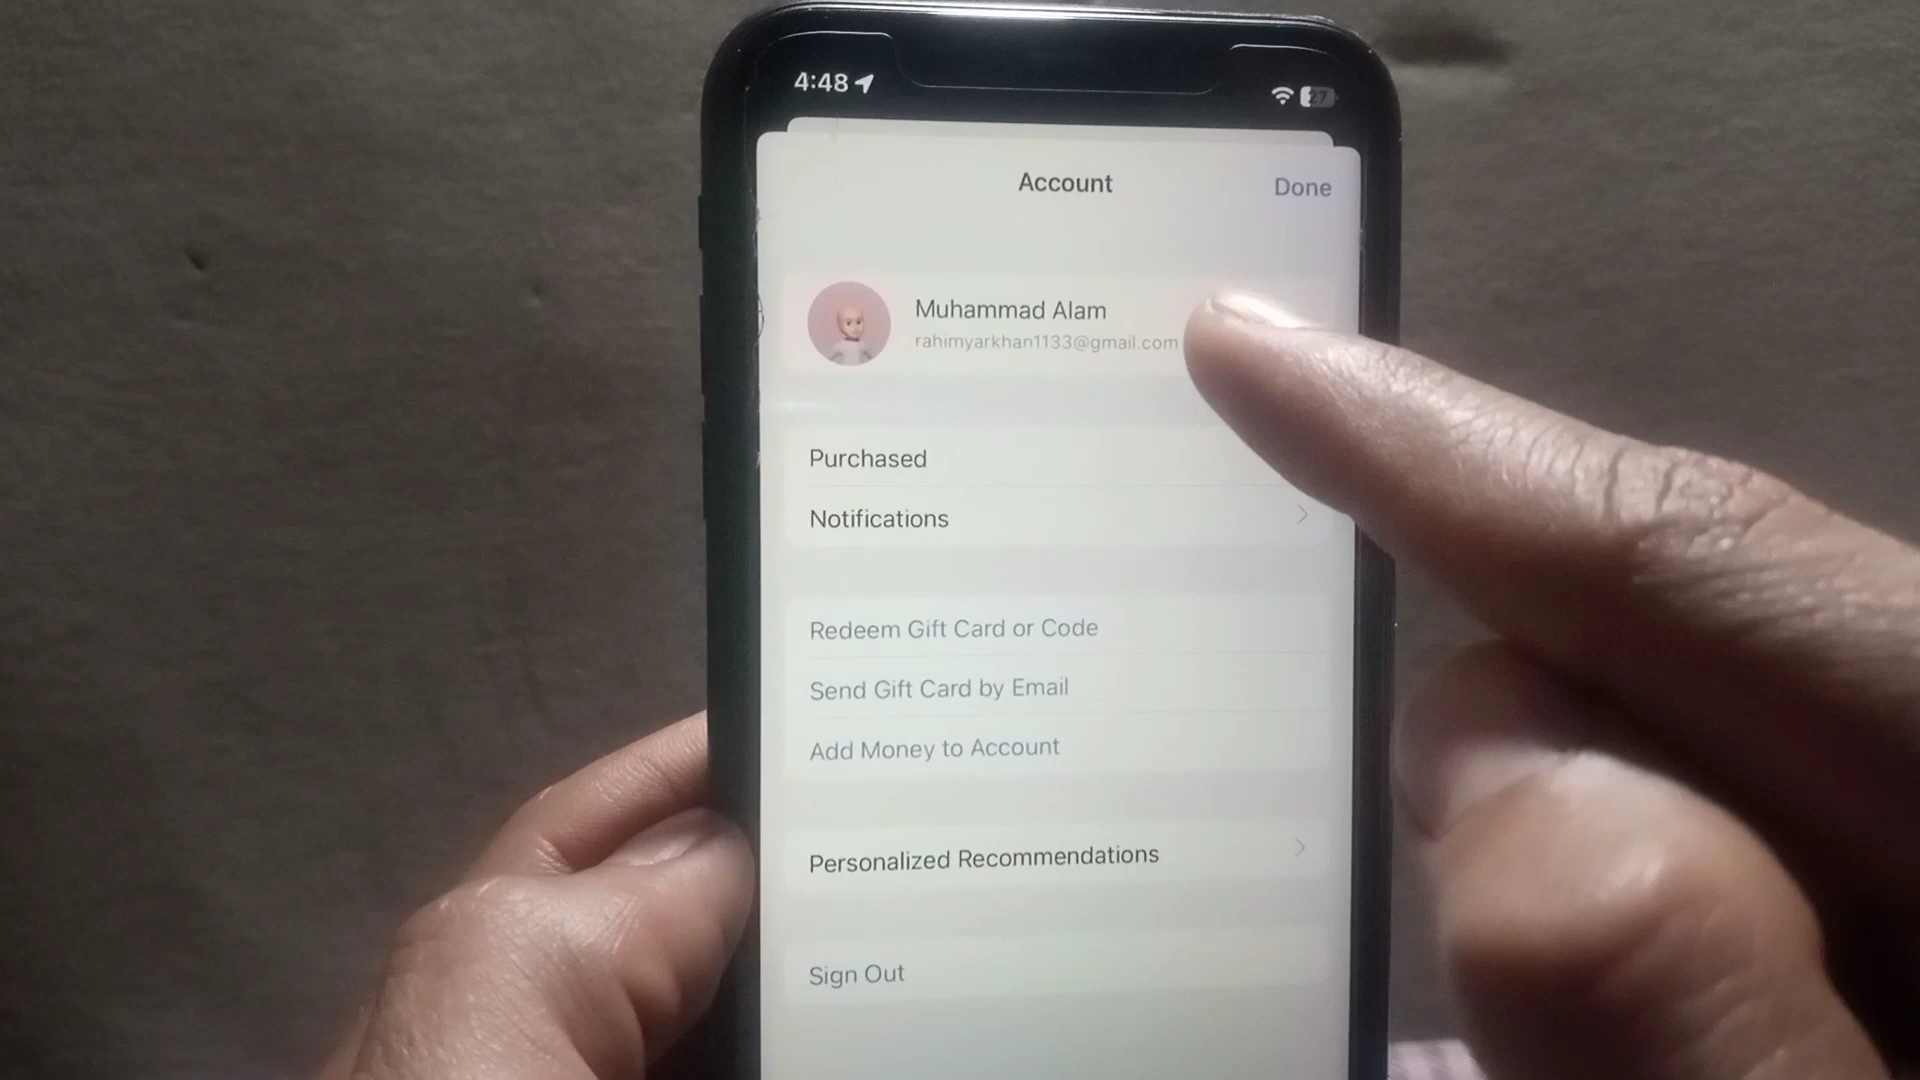 4:48
27
Account
Done
Muhammad Alam
rahimyarkhan1133@gmail.com
Purchased
Notifications
Redeem Gift Card or Code
Send Gift Card by Email
Add Money to Account
Personalized Recommendations
Sign Out